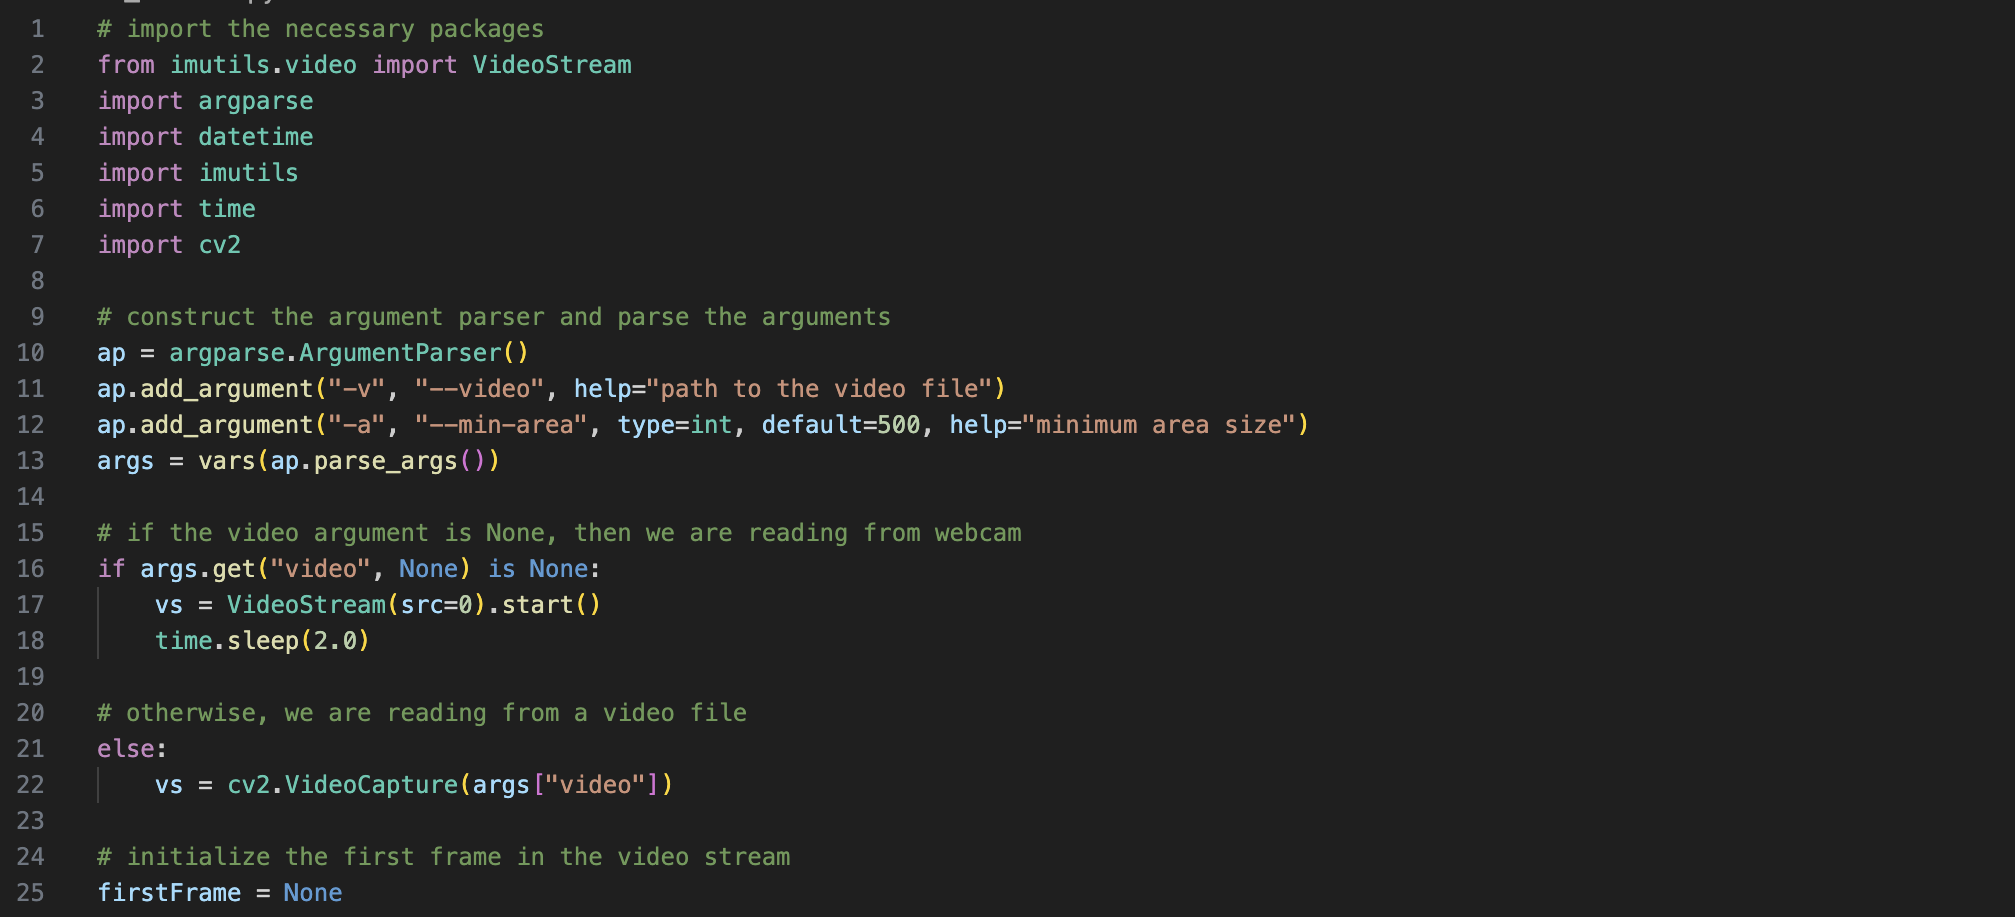 1 # import the necessary packages
2 from imutils.video import VideoStream
3 import argparse
4 import datetime
5 import imutils
6 import time
7 import cv2
8
9 # construct the argument parser and parse the arguments
10 ap = argparse.ArgumentParser()
11 ap.add_argument("-v", "--video", help="path to the video file")
12 ap.add_argument("-a", "--min-area", type=int, default=500, help="minimum area size")
13 args = vars(ap.parse_args())
14
15 # if the video argument is None, then we are reading from webcam
16 if args.get("video", None) is None:
17     vs = VideoStream(src=0).start()
18     time.sleep(2.0)
19
20 # otherwise, we are reading from a video file
21 else:
22     vs = cv2.VideoCapture(args["video"])
23
24 # initialize the first frame in the video stream
25 firstFrame = None